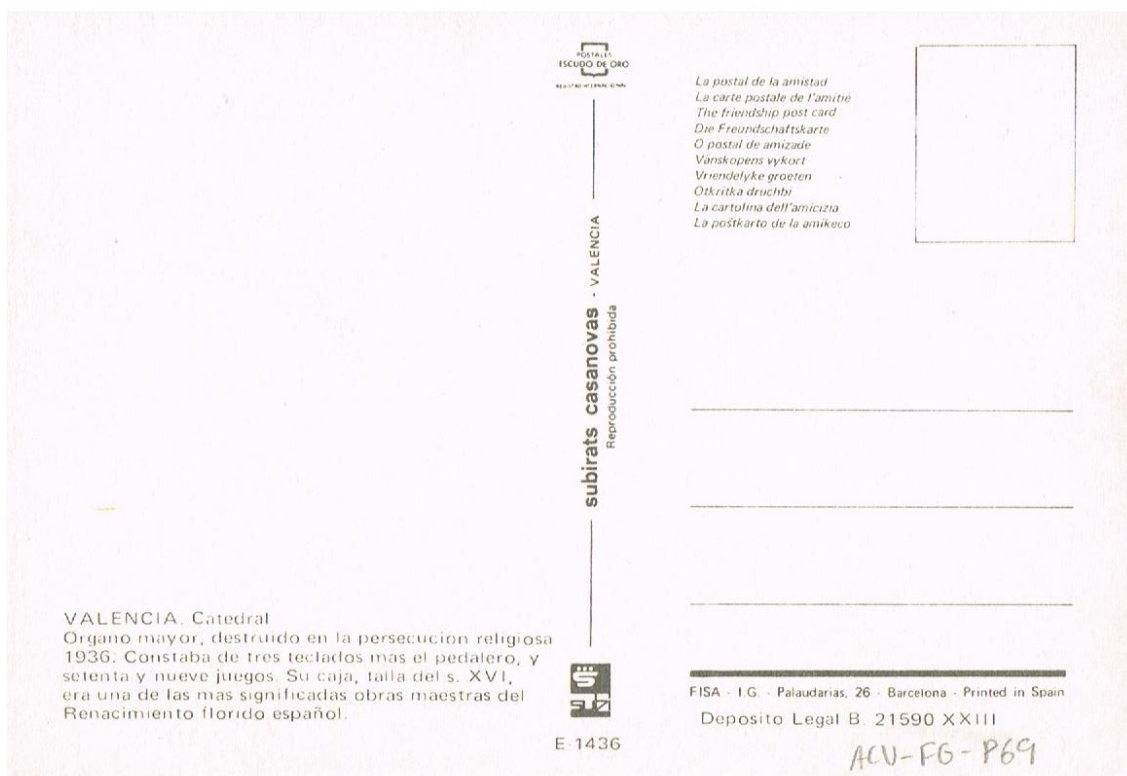 POSTALES
ESCUDO DE ORO
REGISTRO INTERNACIONAL
subirats casanovas - VALENCIA
Reproducción prohibida
E-1436
VALENCIA. Catedral
Organo mayor, destruido en la persecucion religiosa
1936. Constaba de tres teclados mas el pedalero, y
setenta y nueve juegos. Su caja, talla del s. XVI,
era una de las mas significadas obras maestras del
Renacimiento florido español.
La postal de la amistad
La carte postale de l'amitié
The friendship post card
Die Freundschaftskarte
O postal de amizade
Vänskopens vykort
Vriendelyke groeten
Otkritka druchbi
La cartolina dell'amicizia
La poŝtkarto de la amikeco
FISA - I.G. - Palaudarias, 26 - Barcelona - Printed in Spain
Deposito Legal B. 21590 XXIII
ACV-FG-P69